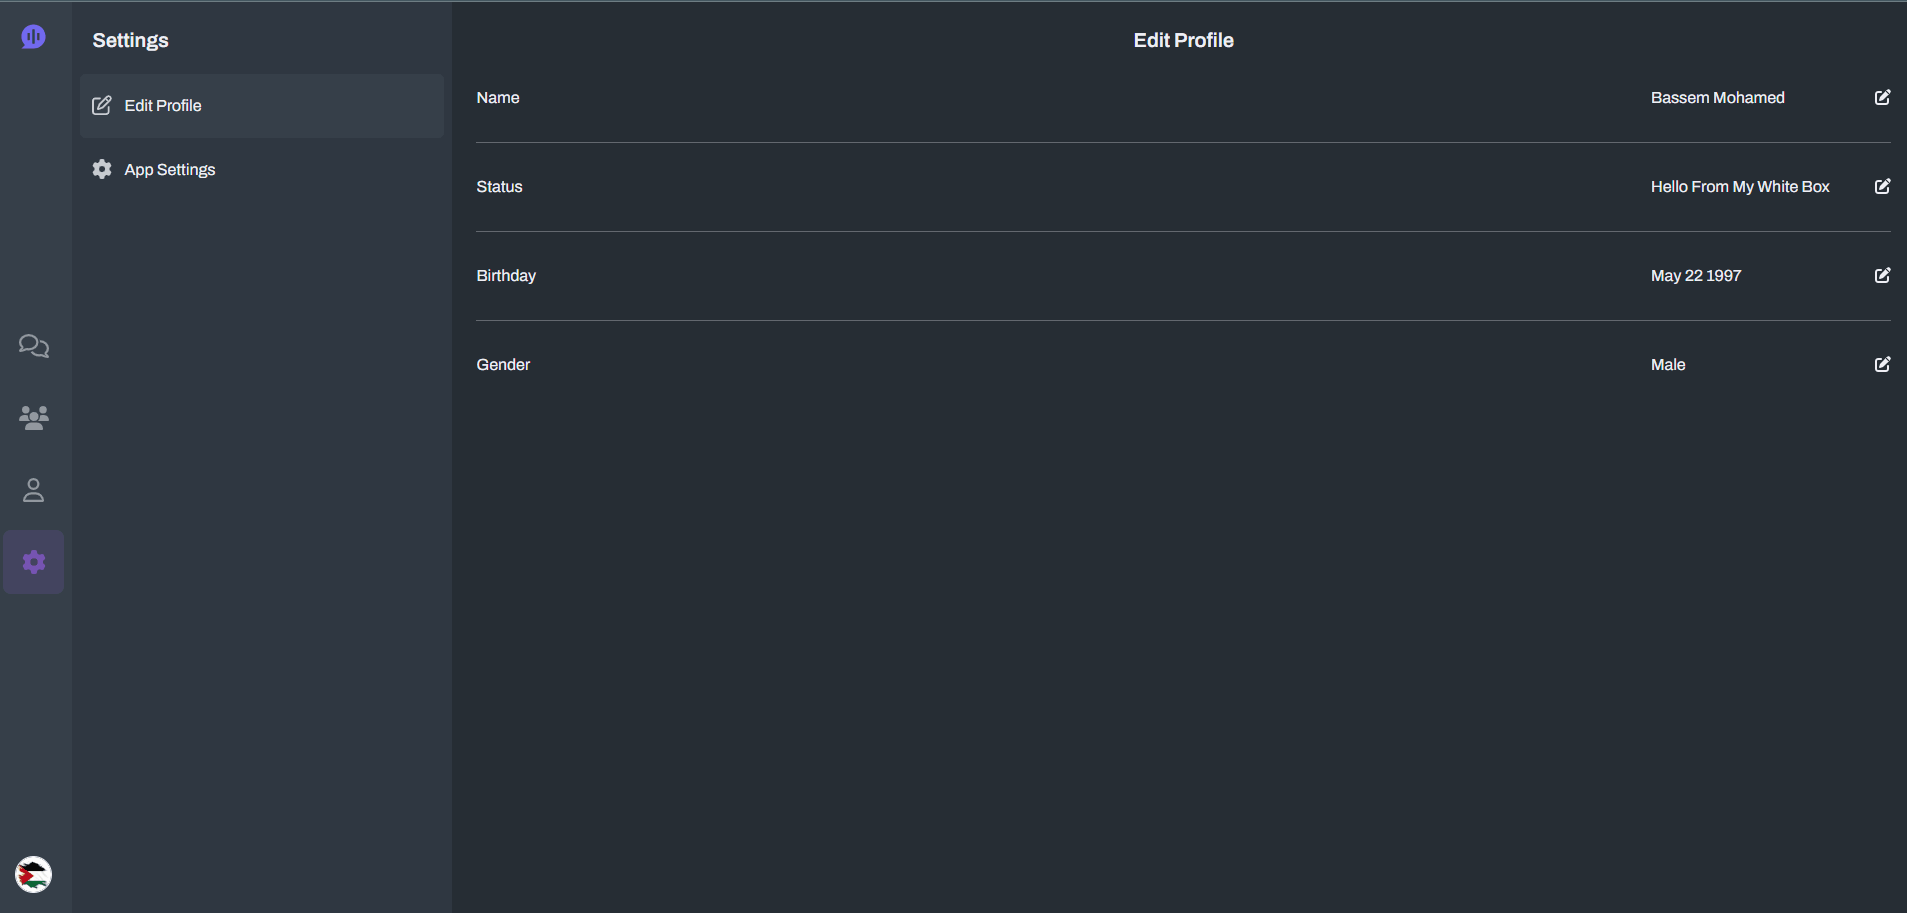 Settings
Edit Profile
App Settings
Edit Profile
Name Bassem Mohamed
Status Hello From My White Box
Birthday May 22 1997
Gender Male